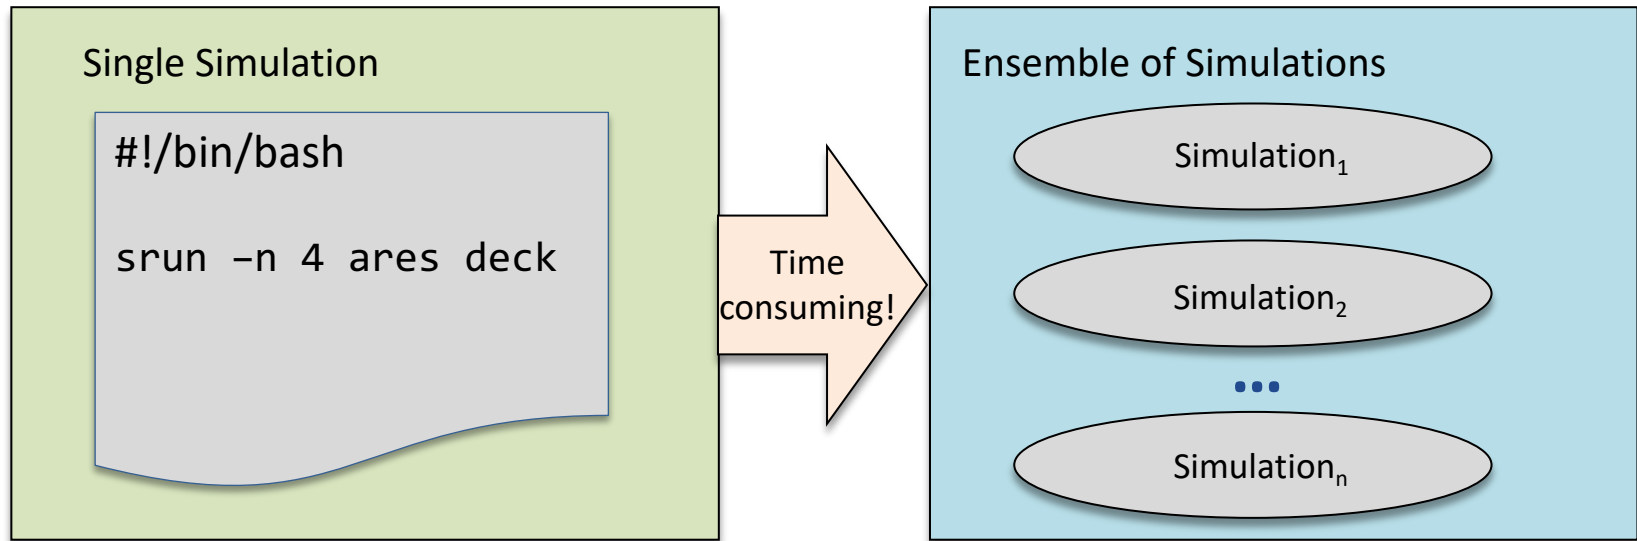 Single Simulation
#!/bin/bash
srun –n 4 ares deck
Time
consuming!
Ensemble of Simulations
Simulation₁
Simulation₂
...
Simulationₙ